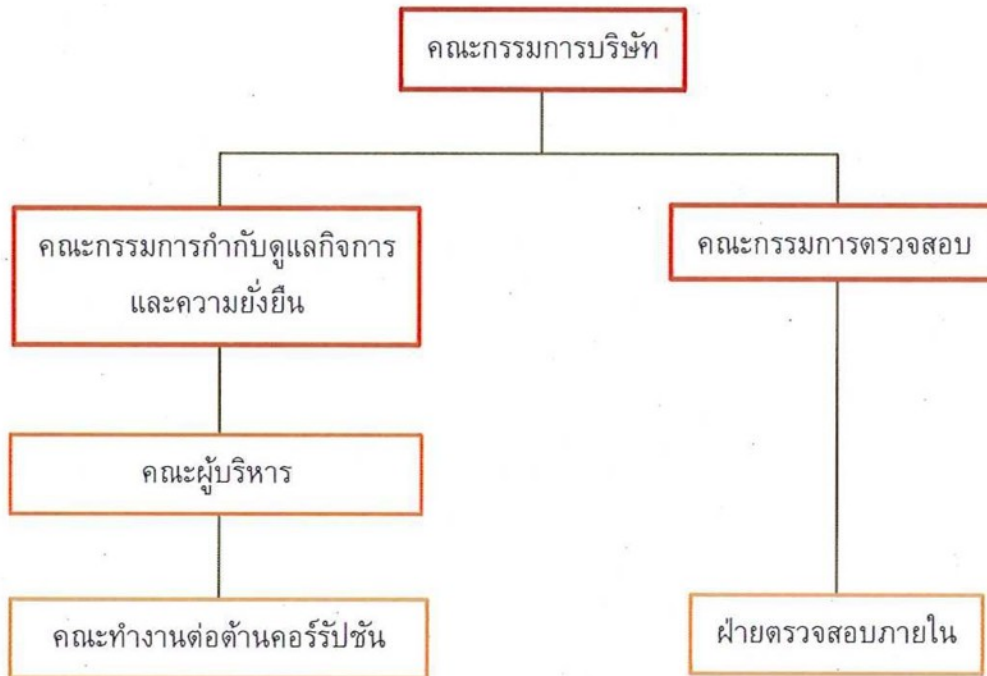 คณะกรรมการบริษัท
คณะกรรมการกำกับดูแลกิจการ
และความยั่งยืน
คณะกรรมการตรวจสอบ
คณะผู้บริหาร
คณะทำงานต่อต้านคอร์รัปชัน
ฝ่ายตรวจสอบภายใน